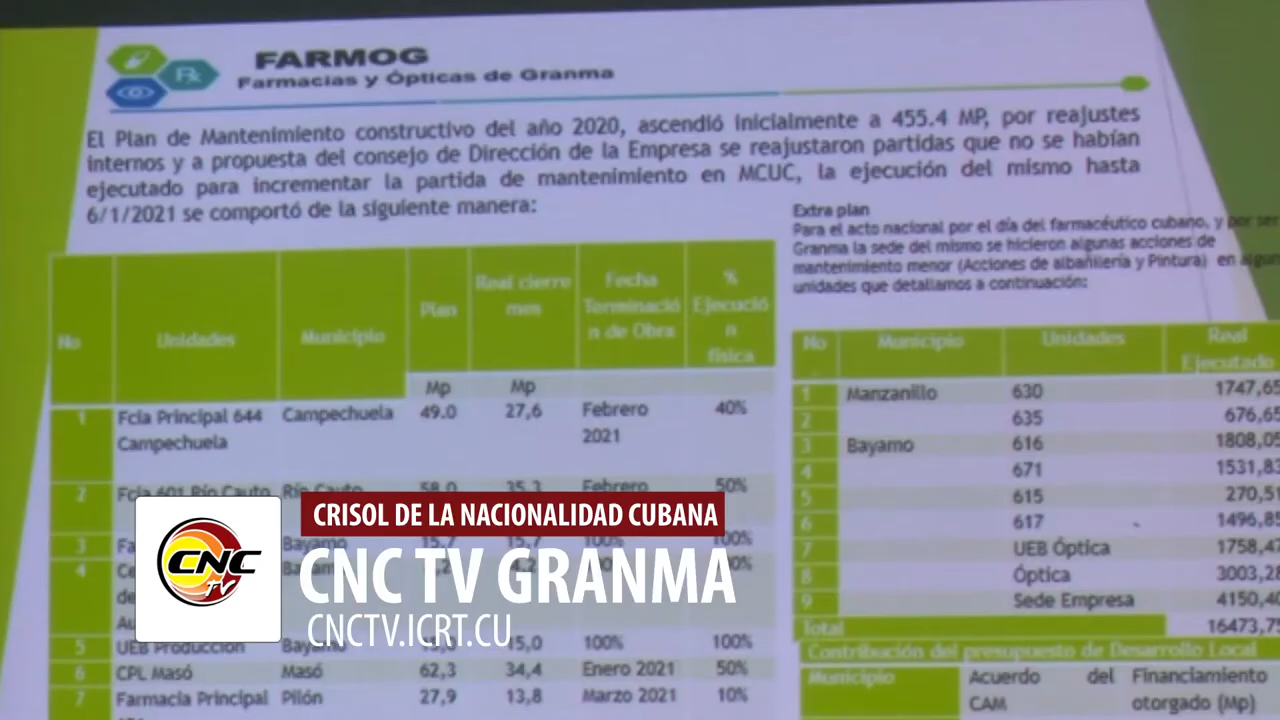 FARMOG
Farmacias y Ópticas de Granma
El Plan de Mantenimiento constructivo del año 2020, ascendió inicialmente a 455.4 MP, por reajustes
internos y a propuesta del consejo de Dirección de la Empresa se reajustaron partidas que no se habían
ejecutado para incrementar la partida de mantenimiento en MCUC, la ejecución del mismo hasta
6/1/2021 se comportó de la siguiente manera:
Extra plan
Para el acto nacional por el día del farmacéutico cubano, y por
Granma la sede del mismo se hicieron algunas acciones de
mantenimiento menor (Acciones de albañilería y Pintura) en
unidades que detallamos a continuación:
No Unidades Municipio Plan Real cierre mes Fecha Terminació n de Obra % Ejecució n física
Mp Mp
1 Fcia Principal 644 Campechuela Campechuela 49.0 27,6 Febrero 2021 40%
2 Fcia 601 Río Cauto Río Cauto 58.0 35,3 Febrero 50%
3 Bayamo 15,7 15,7 100% 100%
4
5 UEB Producción 15,0 100% 100%
6 CPL Masó Masó 62,3 34,4 Enero 2021 50%
7 Farmacia Principal Pilón 27,9 13,8 Marzo 2021 10%
No Municipio Unidades Real Ejecutado
1 Manzanillo 630 1747,65
2 635 676,65
3 Bayamo 616 1808,05
4 671 1531,83
5 615 270,51
6 617 1496,85
7 UEB Óptica 1758,47
8 Óptica 3003,28
9 Sede Empresa 4150,40
Total 16473,75
Contribución del presupuesto de Desarrollo Local
Municipio Acuerdo del CAM Financiamiento otorgado (Mp)
CNC
TV
CRISOL DE LA NACIONALIDAD CUBANA
CNC TV GRANMA
CNCTV.ICRT.CU